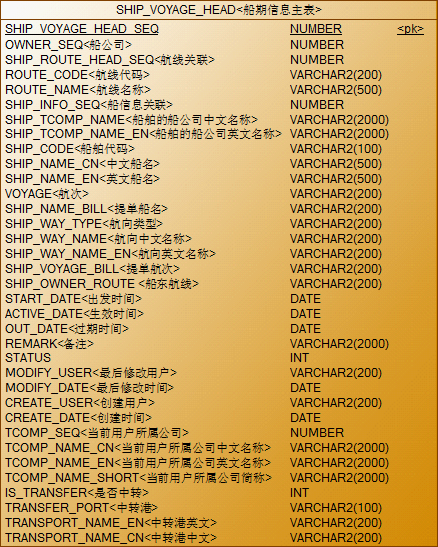 SHIP_VOYAGE_HEAD<船期信息主表>
SHIP_VOYAGE_HEAD_SEQ NUMBER <pk>
OWNER_SEQ<船公司> NUMBER
SHIP_ROUTE_HEAD_SEQ<航线关联> NUMBER
ROUTE_CODE<航线代码> VARCHAR2(200)
ROUTE_NAME<航线名称> VARCHAR2(500)
SHIP_INFO_SEQ<船信息关联> NUMBER
SHIP_TCOMP_NAME<船舶的船公司中文名称> VARCHAR2(2000)
SHIP_TCOMP_NAME_EN<船舶的船公司英文名称> VARCHAR2(2000)
SHIP_CODE<船舶代码> VARCHAR2(100)
SHIP_NAME_CN<中文船名> VARCHAR2(500)
SHIP_NAME_EN<英文船名> VARCHAR2(500)
VOYAGE<航次> VARCHAR2(200)
SHIP_NAME_BILL<提单船名> VARCHAR2(200)
SHIP_WAY_TYPE<航向类型> VARCHAR2(200)
SHIP_WAY_NAME<航向中文名称> VARCHAR2(200)
SHIP_WAY_NAME_EN<航向英文名称> VARCHAR2(200)
SHIP_VOYAGE_BILL<提单航次> VARCHAR2(200)
SHIP_OWNER_ROUTE <船东航线> VARCHAR2(200)
START_DATE<出发时间> DATE
ACTIVE_DATE<生效时间> DATE
OUT_DATE<过期时间> DATE
REMARK<备注> VARCHAR2(2000)
STATUS INT
MODIFY_USER<最后修改用户> VARCHAR2(200)
MODIFY_DATE<最后修改时间> DATE
CREATE_USER<创建用户> VARCHAR2(200)
CREATE_DATE<创建时间> DATE
TCOMP_SEQ<当前用户所属公司> NUMBER
TCOMP_NAME_CN<当前用户所属公司中文名称> VARCHAR2(2000)
TCOMP_NAME_EN<当前用户所属公司英文名称> VARCHAR2(2000)
TCOMP_NAME_SHORT<当前用户所属公司简称> VARCHAR2(2000)
IS_TRANSFER<是否中转> INT
TRANSFER_PORT<中转港> VARCHAR2(100)
TRANSPORT_NAME_EN<中转港英文> VARCHAR2(200)
TRANSPORT_NAME_CN<中转港中文> VARCHAR2(200)